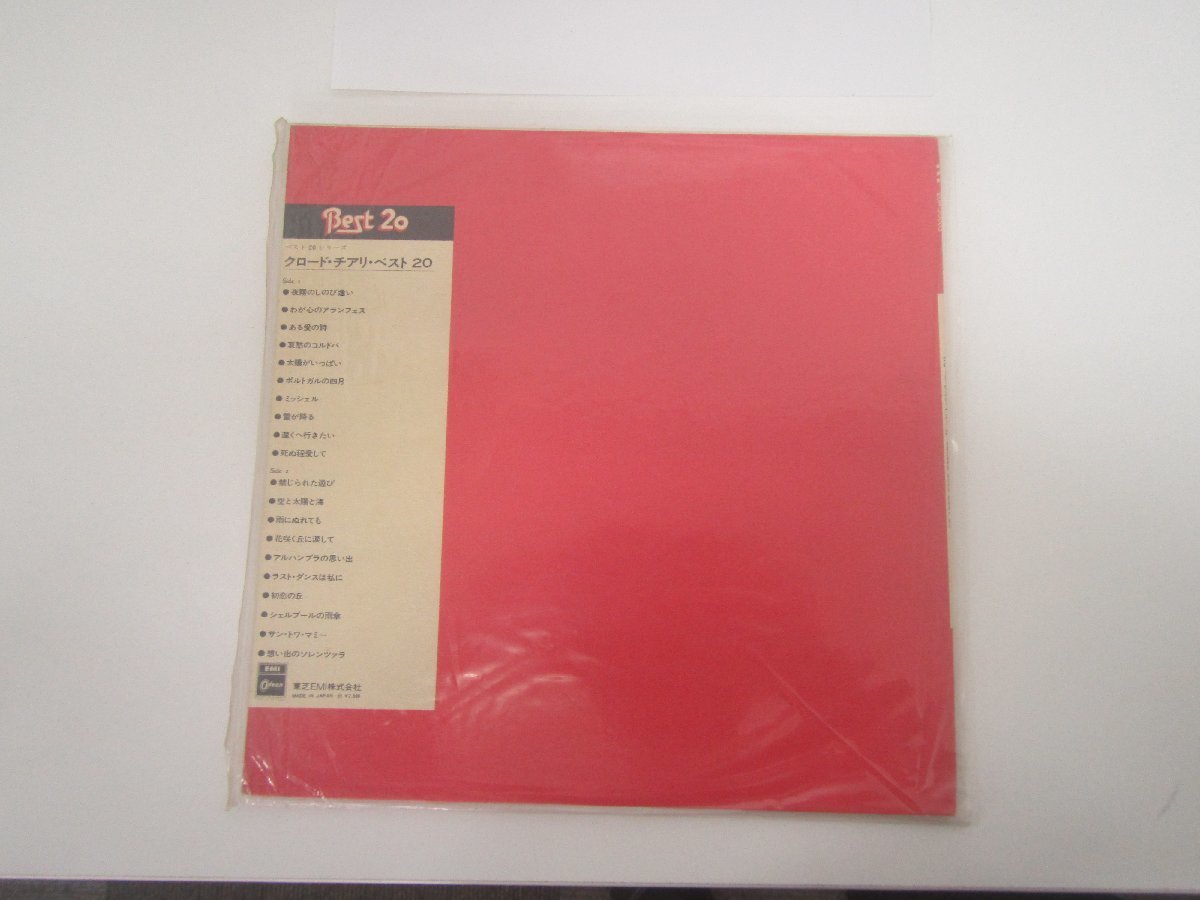 Best 20
ベスト20シリーズ
クロード・チアリ・ベスト 20
Side 1
●夜霧のしのび逢い
●わが心のアランフェス
●ある愛の詩
●哀愁のコルドバ
●太陽がいっぱい
●ポルトガルの四月
●ミッシェル
●雪が降る
●遠くへ行きたい
●死ぬ程愛して
Side 2
●禁じられた遊び
●空と太陽と海
●雨にぬれても
●花咲く丘に涙して
●アルハンブラの思い出
●ラスト・ダンスは私に
●初恋の丘
●シェルブールの雨傘
●サン・トワ・マミー
●想い出のソレンツァラ
EMI
Odeon
東芝EMI株式会社
MADE IN JAPAN